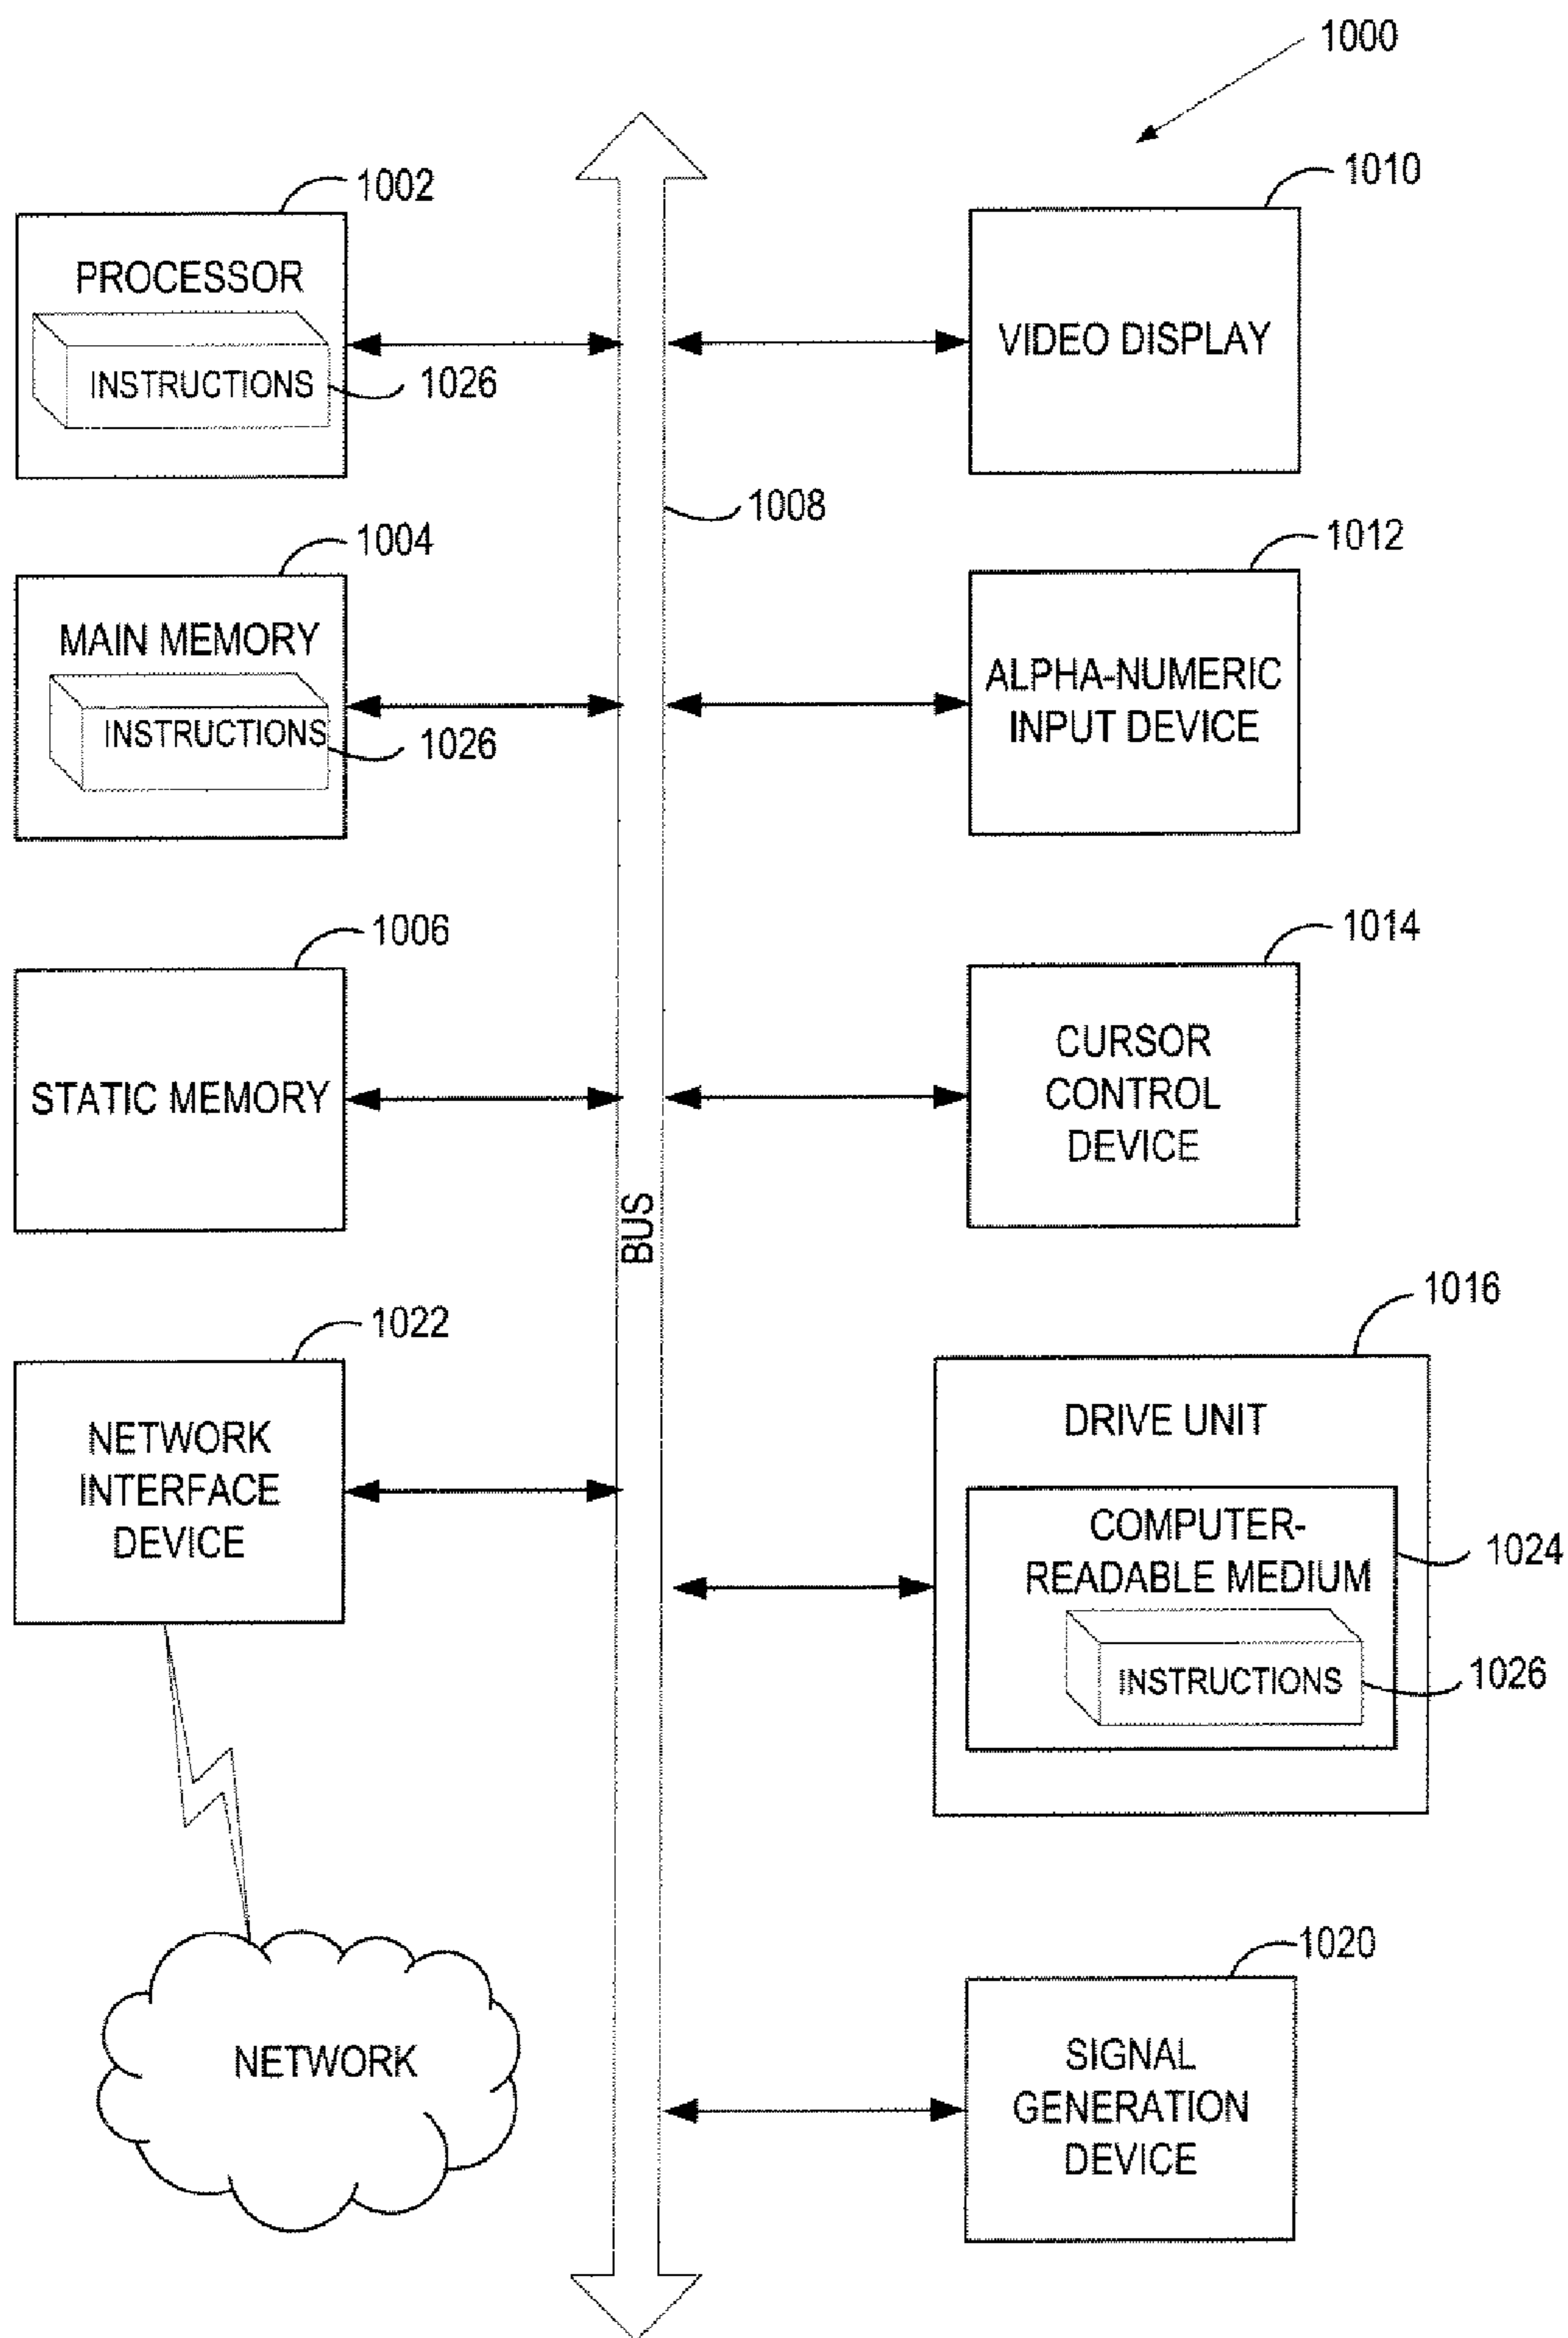 1000
1002
PROCESSOR
INSTRUCTIONS
1026
1010
VIDEO DISPLAY
1008
1004
MAIN MEMORY
INSTRUCTIONS
1026
1012
ALPHA-NUMERIC
INPUT DEVICE
1006
STATIC MEMORY
1014
CURSOR
CONTROL
DEVICE
BUS
1022
NETWORK
INTERFACE
DEVICE
1016
DRIVE UNIT
COMPUTER-
READABLE MEDIUM
1024
INSTRUCTIONS
1026
NETWORK
1020
SIGNAL
GENERATION
DEVICE